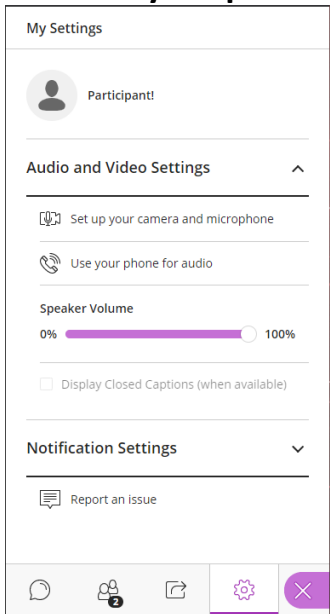 My Settings
Participant!
Audio and Video Settings
Set up your camera and microphone
Use your phone for audio
Speaker Volume
0% 100%
Display Closed Captions (when available)
Notification Settings
Report an issue
2